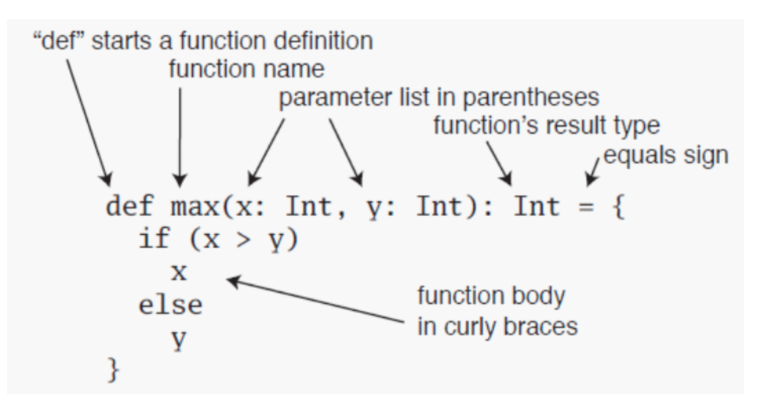 “def” starts a function definition
function name
parameter list in parentheses
function’s result type
equals sign
def max(x: Int, y: Int): Int = {
if (x > y)
x
else
y
}
function body
in curly braces